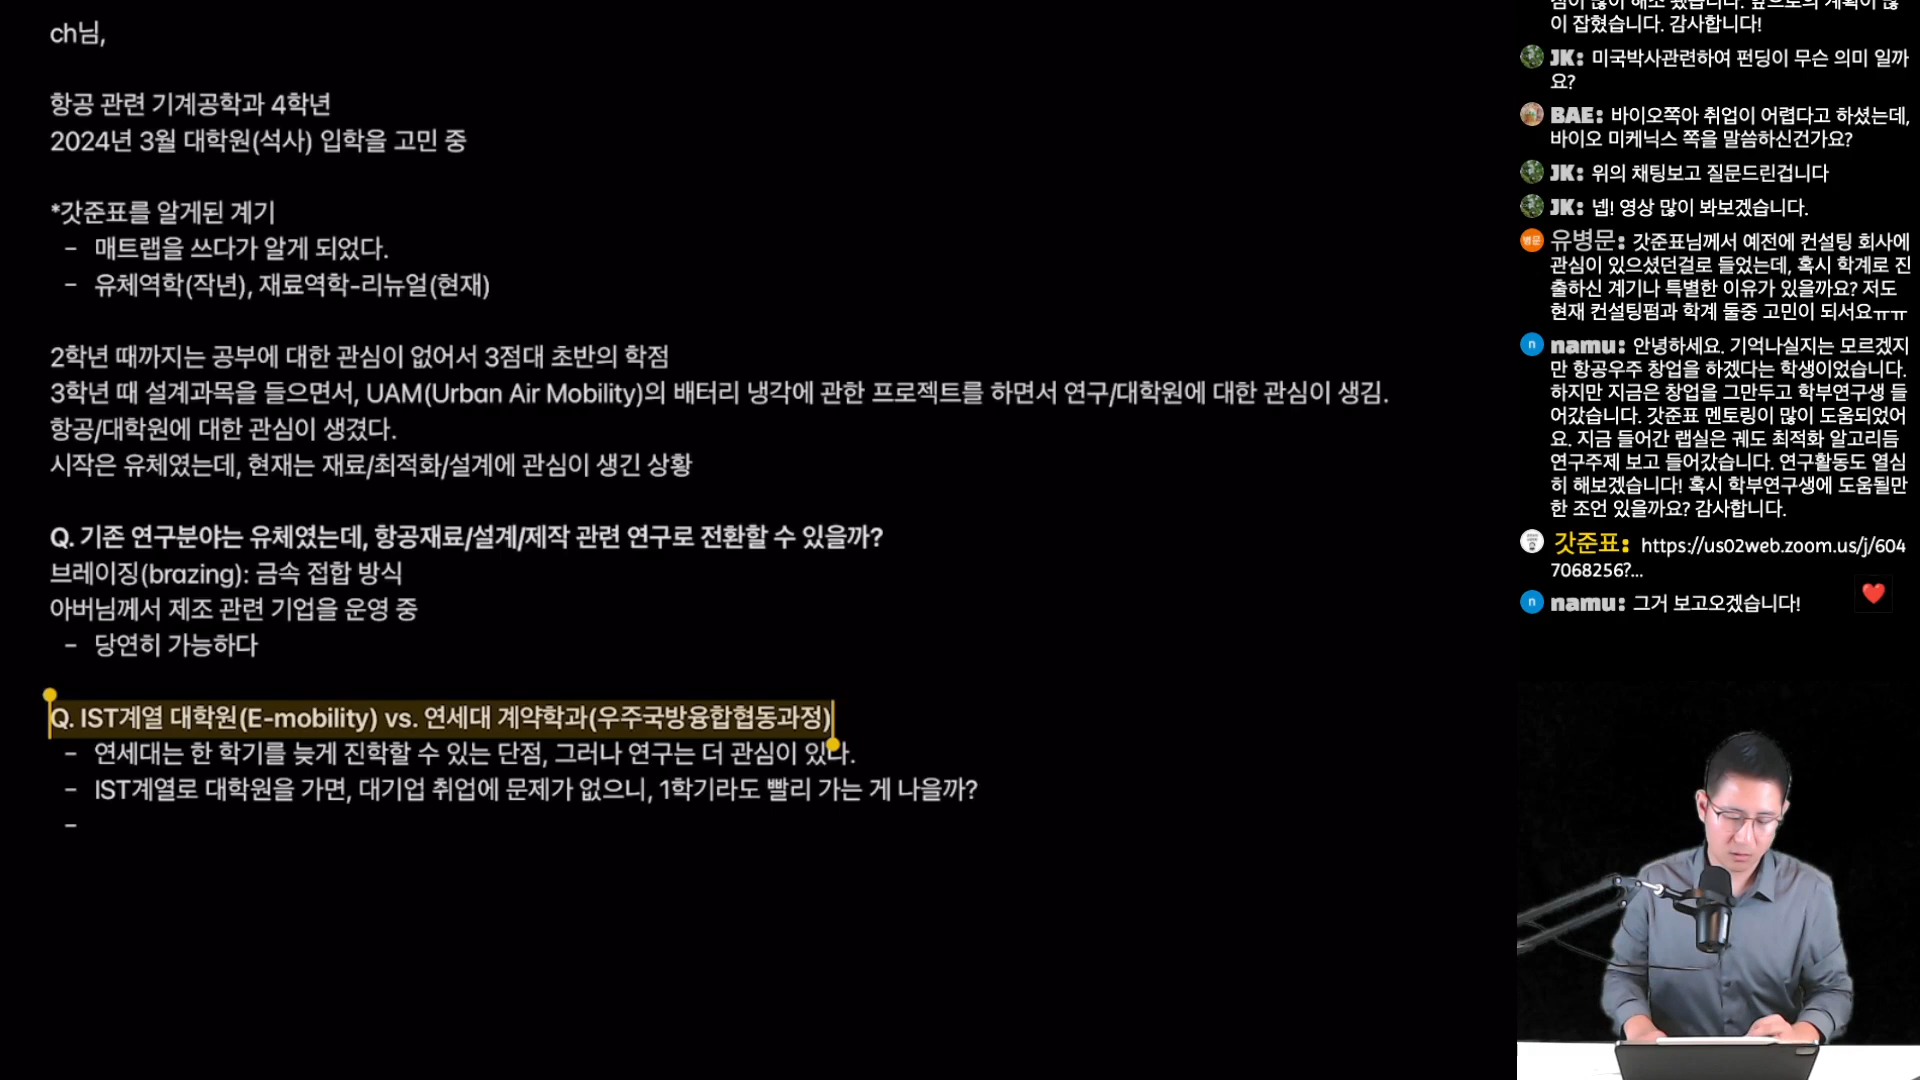 ch님,
항공 관련 기계공학과 4학년
2024년 3월 대학원(석사) 입학을 고민 중
*갓준표를 알게된 계기
- 매트랩을 쓰다가 알게 되었다.
- 유체역학(작년), 재료역학-리뉴얼(현재)
2학년 때까지는 공부에 대한 관심이 없어서 3점대 초반의 학점
3학년 때 설계과목을 들으면서, UAM(Urban Air Mobility)의 배터리 냉각에 관한 프로젝트를 하면서 연구/대학원에 대한 관심이 생김.
항공/대학원에 대한 관심이 생겼다.
시작은 유체였는데, 현재는 재료/최적화/설계에 관심이 생긴 상황
Q. 기존 연구분야는 유체였는데, 항공재료/설계/제작 관련 연구로 전환할 수 있을까?
브레이징(brazing): 금속 접합 방식
아버님께서 제조 관련 기업을 운영 중
- 당연히 가능하다
Q. IST계열 대학원(E-mobility) vs. 연세대 계약학과(우주국방융합협동과정)
- 연세대는 한 학기를 늦게 진학할 수 있는 단점, 그러나 연구는 더 관심이 있다.
- IST계열로 대학원을 가면, 대기업 취업에 문제가 없으니, 1학기라도 빨리 가는 게 나을까?
-
이 잡혔습니다. 감사합니다!
JK: 미국박사관련하여 펀딩이 무슨 의미 일까
요?
BAE: 바이오쪽아 취업이 어렵다고 하셨는데,
바이오 미케닉스 쪽을 말씀하신건가요?
JK: 위의 채팅보고 질문드린겁니다
JK: 넵! 영상 많이 봐보겠습니다.
병문 유병문: 갓준표님께서 예전에 컨설팅 회사에
관심이 있으셨던걸로 들었는데, 혹시 학계로 진
출하신 계기나 특별한 이유가 있을까요? 저도
현재 컨설팅펌과 학계 둘중 고민이 되서요ㅠㅠ
n namu: 안녕하세요. 기억나실지는 모르겠지
만 항공우주 창업을 하겠다는 학생이었습니다.
하지만 지금은 창업을 그만두고 학부연구생 들
어갔습니다. 갓준표 멘토링이 많이 도움되었어
요. 지금 들어간 랩실은 궤도 최적화 알고리듬
연구주제 보고 들어갔습니다. 연구활동도 열심
히 해보겠습니다! 혹시 학부연구생에 도움될만
한 조언 있을까요? 감사합니다.
갓준표: https://us02web.zoom.us/j/604
7068256?...
n namu: 그거 보고오겠습니다!